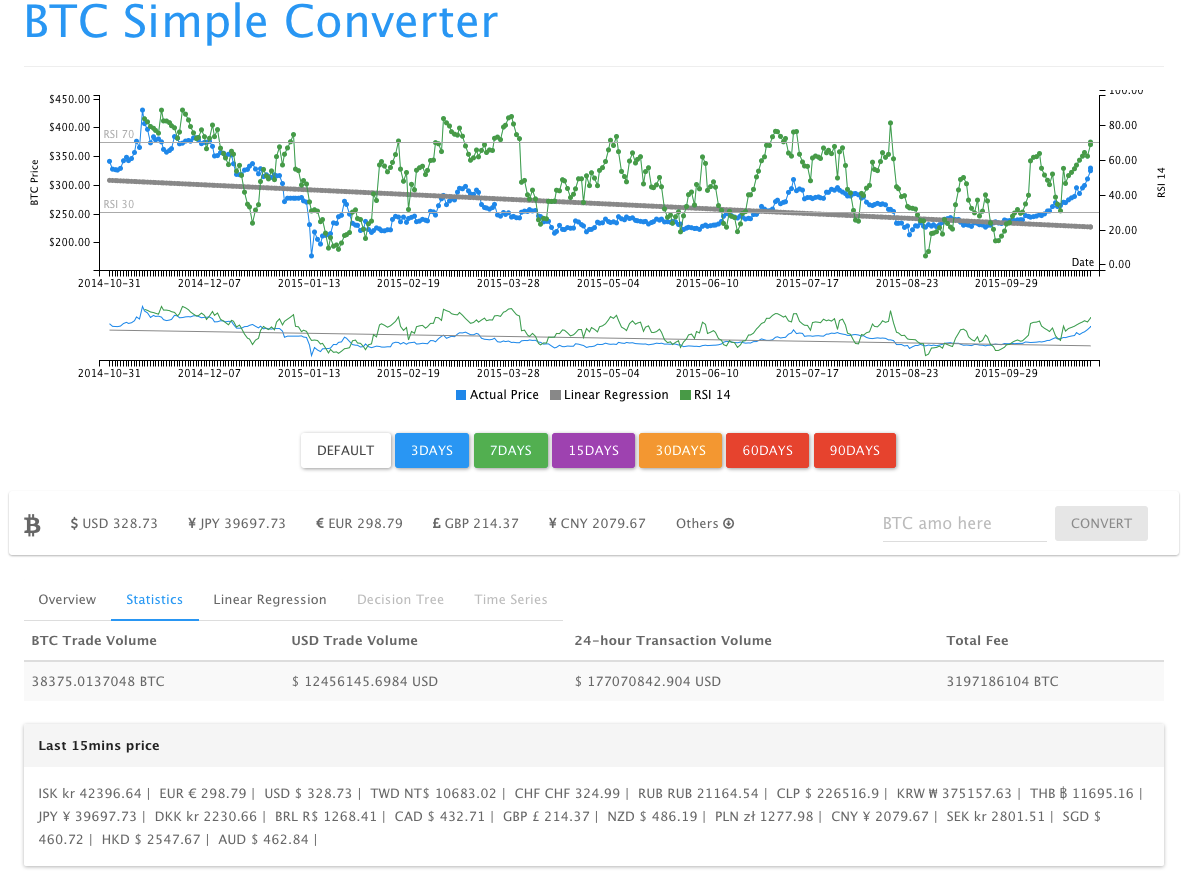 BTC Simple Converter
$450.00
$400.00
$350.00
$300.00
$250.00
$200.00
BTC Price
RSI 70
RSI 30
100.00
80.00
60.00
40.00
20.00
0.00
RSI 14
Date
2014-10-31 2014-12-07 2015-01-13 2015-02-19 2015-03-28 2015-05-04 2015-06-10 2015-07-17 2015-08-23 2015-09-29
2014-10-31 2014-12-07 2015-01-13 2015-02-19 2015-03-28 2015-05-04 2015-06-10 2015-07-17 2015-08-23 2015-09-29
Actual Price Linear Regression RSI 14
DEFAULT 3DAYS 7DAYS 15DAYS 30DAYS 60DAYS 90DAYS
$ USD 328.73 ¥ JPY 39697.73 € EUR 298.79 £ GBP 214.37 ¥ CNY 2079.67 Others BTC amo here CONVERT
Overview Statistics Linear Regression Decision Tree Time Series
BTC Trade Volume USD Trade Volume 24-hour Transaction Volume Total Fee
38375.0137048 BTC $ 12456145.6984 USD $ 177070842.904 USD 3197186104 BTC
Last 15mins price
ISK kr 42396.64 | EUR € 298.79 | USD $ 328.73 | TWD NT$ 10683.02 | CHF CHF 324.99 | RUB RUB 21164.54 | CLP $ 226516.9 | KRW ₩ 375157.63 | THB ฿ 11695.16 |
JPY ¥ 39697.73 | DKK kr 2230.66 | BRL R$ 1268.41 | CAD $ 432.71 | GBP £ 214.37 | NZD $ 486.19 | PLN zł 1277.98 | CNY ¥ 2079.67 | SEK kr 2801.51 | SGD $
460.72 | HKD $ 2547.67 | AUD $ 462.84 |